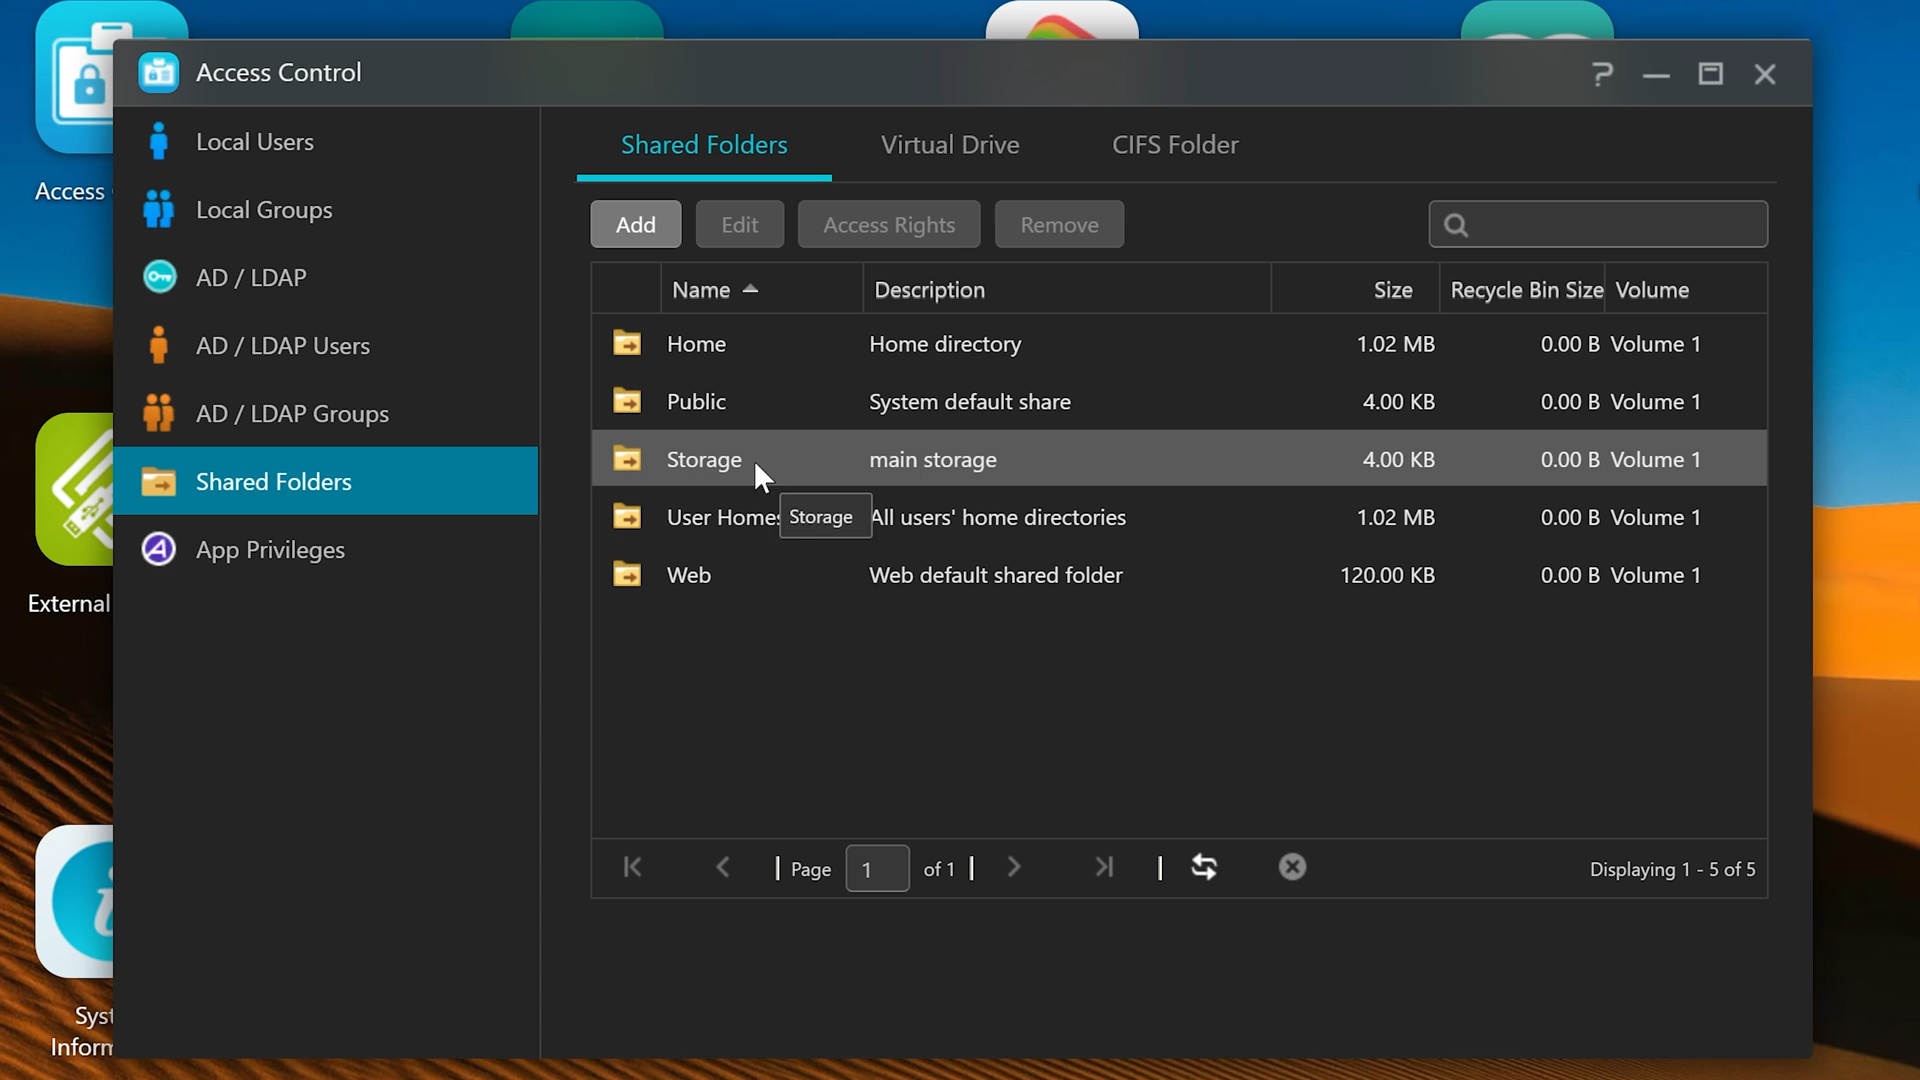 Access Control
Access
Local Users
Local Groups
AD / LDAP
AD / LDAP Users
AD / LDAP Groups
Shared Folders
App Privileges
External
Syst
Inform
Shared Folders Virtual Drive CIFS Folder
Add Edit Access Rights Remove
Name Description Size Recycle Bin Size Volume
Home Home directory 1.02 MB 0.00 B Volume 1
Public System default share 4.00 KB 0.00 B Volume 1
Storage main storage 4.00 KB 0.00 B Volume 1
User Homes All users' home directories 1.02 MB 0.00 B Volume 1
Storage
Web Web default shared folder 120.00 KB 0.00 B Volume 1
Page 1 of 1 Displaying 1 - 5 of 5